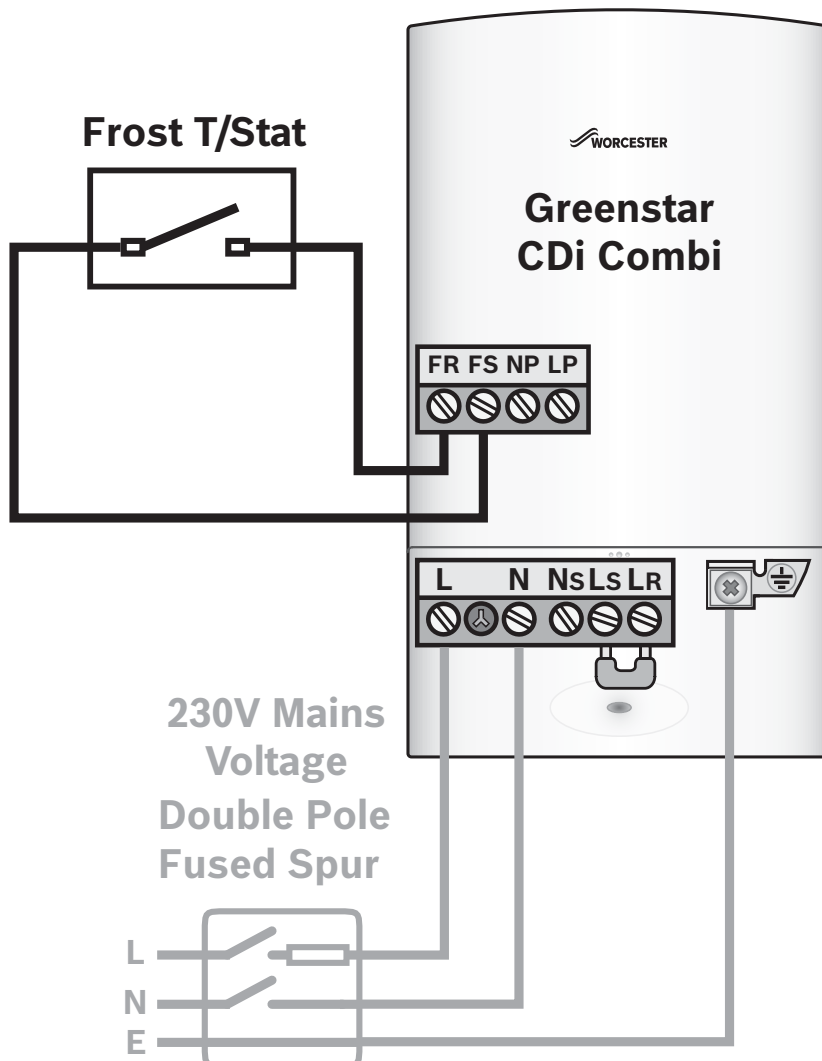 Frost T/Stat
WORCESTER
Greenstar
CDi Combi
FR FS NP LP
L N NS LS LR
230V Mains
Voltage
Double Pole
Fused Spur
L
N
E